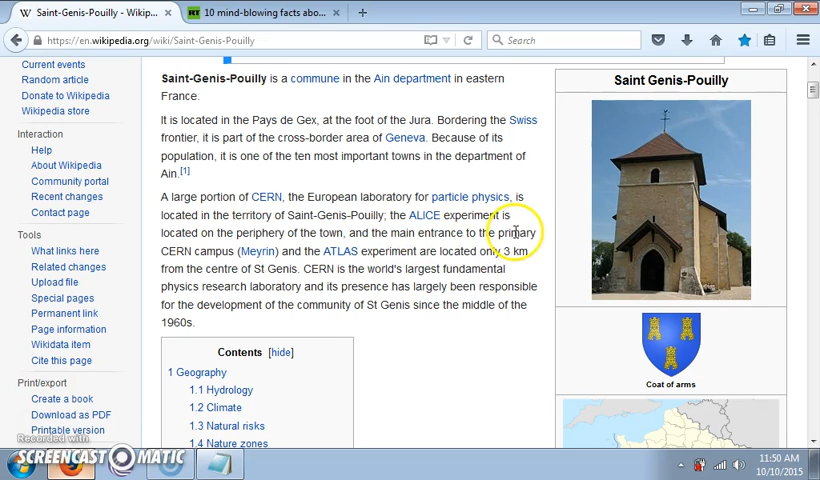 Saint-Genis-Pouilly - Wikip...
10 mind-blowing facts abo...
https://en.wikipedia.org/wiki/Saint-Genis-Pouilly
Search
Current events
Random article
Donate to Wikipedia
Wikipedia store
Interaction
Help
About Wikipedia
Community portal
Recent changes
Contact page
Tools
What links here
Related changes
Upload file
Special pages
Permanent link
Page information
Wikidata item
Cite this page
Print/export
Create a book
Download as PDF
Printable version
Saint-Genis-Pouilly is a commune in the Ain department in eastern
France.
It is located in the Pays de Gex, at the foot of the Jura. Bordering the Swiss
frontier, it is part of the cross-border area of Geneva. Because of its
population, it is one of the ten most important towns in the department of
Ain.[1]
A large portion of CERN, the European laboratory for particle physics, is
located in the territory of Saint-Genis-Pouilly; the ALICE experiment is
located on the periphery of the town, and the main entrance to the primary
CERN campus (Meyrin) and the ATLAS experiment are located only 3 km
from the centre of St Genis. CERN is the world's largest fundamental
physics research laboratory and its presence has largely been responsible
for the development of the community of St Genis since the middle of the
1960s.
Contents [hide]
1 Geography
1.1 Hydrology
1.2 Climate
1.3 Natural risks
1.4 Nature zones
Saint Genis-Pouilly
Coat of arms
Recorded with
SCREENCAST-O-MATIC
11:50 AM
10/10/2015